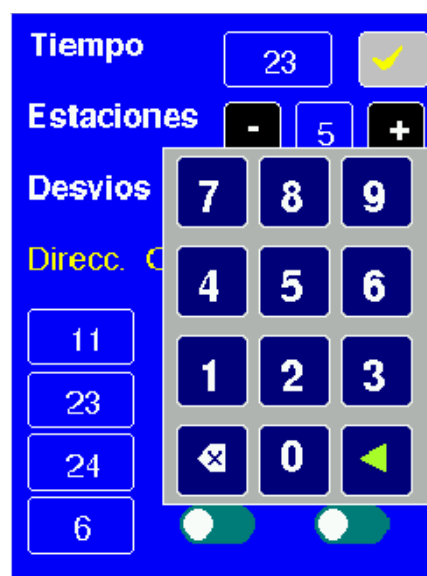 Tiempo 23
Estaciones - 5 +
Desvios 7 8 9
Direcc.
4 5 6
11
1 2 3
23
24 0
6